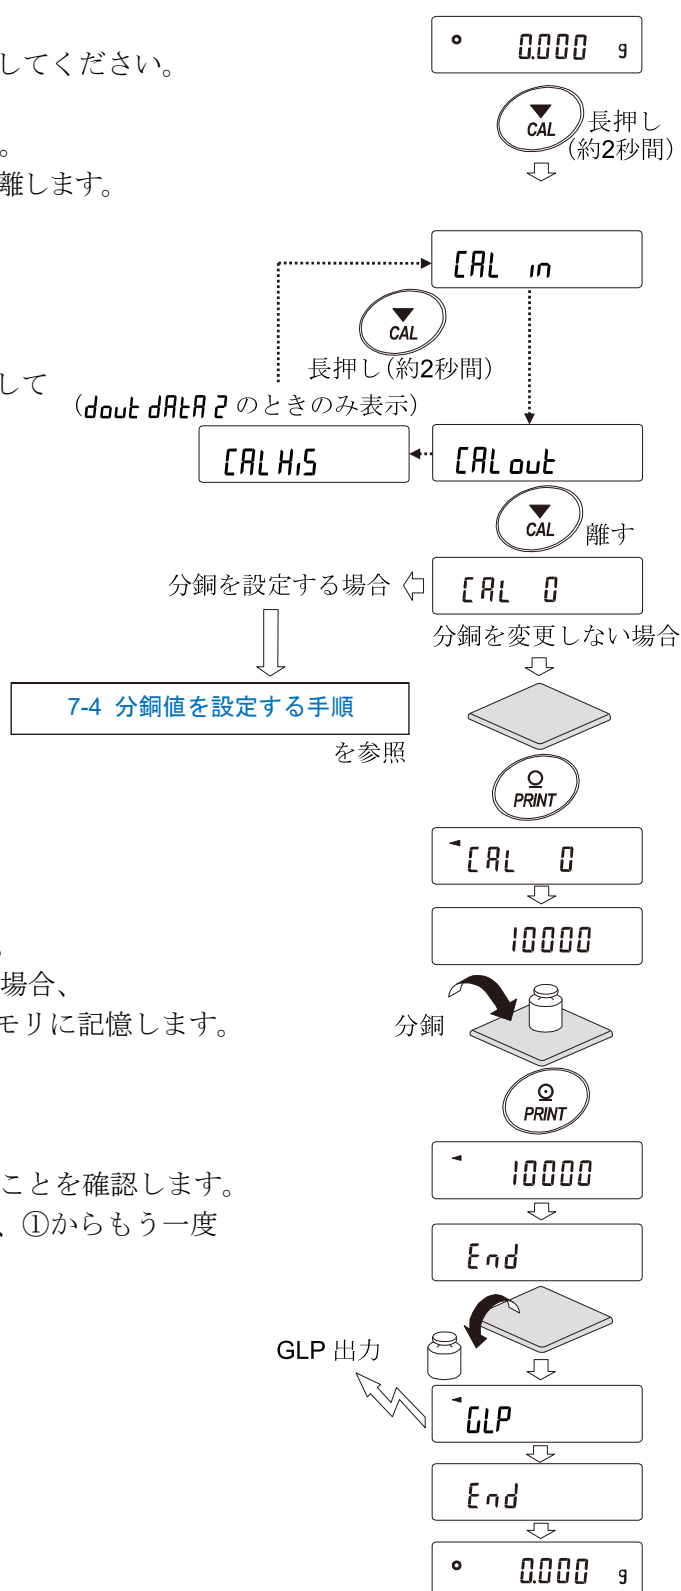 0.000 g
してください。
CAL
長押し
(約2秒間)
。
離します。
CAL in
CAL
長押し(約2秒間)
して
(dout dAtA 2 のときのみ表示)
CAL HiS
CAL out
CAL
離す
分銅を設定する場合
CAL 0
分銅を変更しない場合
7-4 分銅値を設定する手順
を参照
PRINT
CAL 0
10000
場合、
モリに記憶します。
分銅
PRINT
10000
ことを確認します。
、①からもう一度
End
GLP 出力
GLP
End
0.000 g